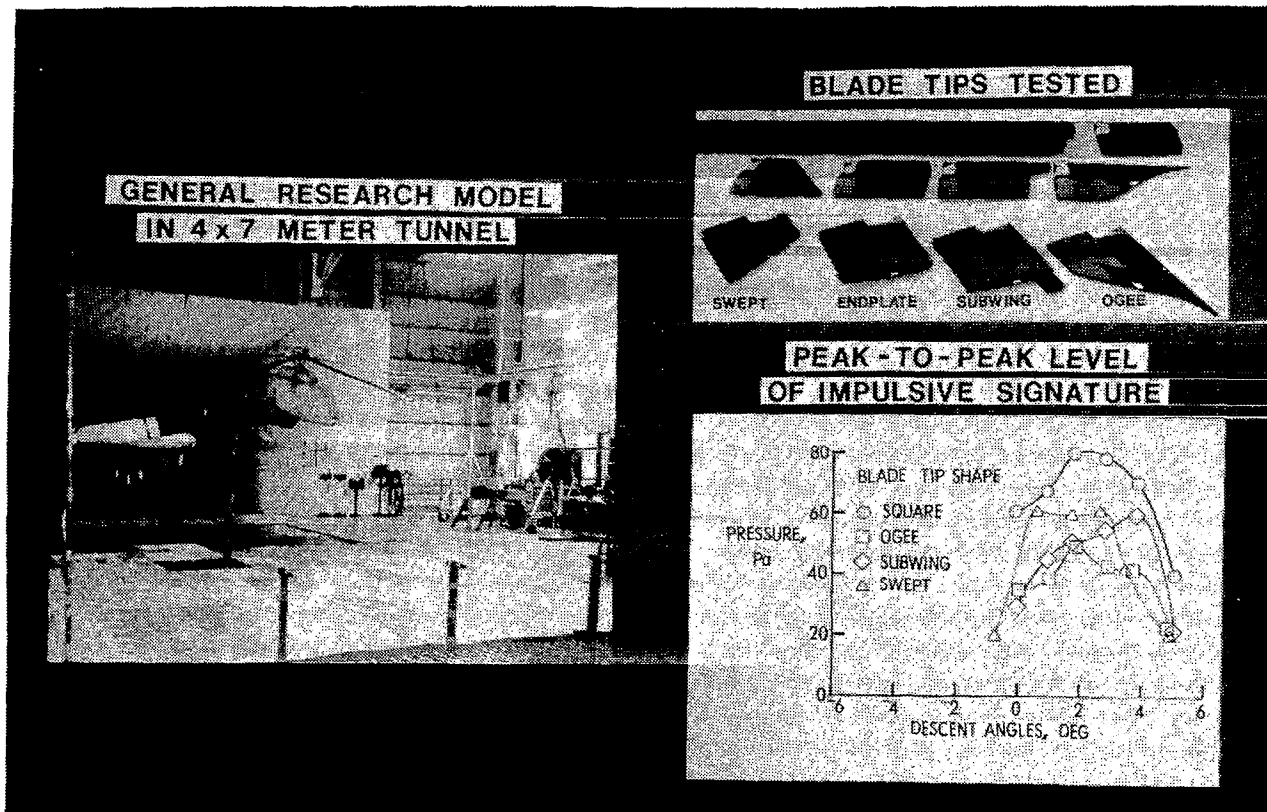 GENERAL RESEARCH MODEL
IN 4 x 7 METER TUNNEL
BLADE TIPS TESTED
SWEPT ENDPLATE SUBWING OGEE
PEAK-TO-PEAK LEVEL
OF IMPULSIVE SIGNATURE
80
60
40
20
0
PRESSURE,
Pa
BLADE TIP SHAPE
SQUARE
OGEE
SUBWING
SWEPT
6 4 2 0 2 4 6
DESCENT ANGLES, DEG